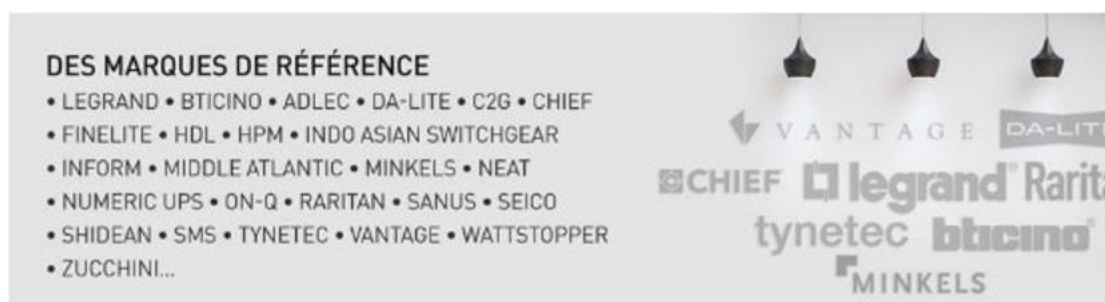 DES MARQUES DE RÉFÉRENCE
• LEGRAND • BTICINO • ADLEC • DA-LITE • C2G • CHIEF
• FINELITE • HDL • HPM • INDO ASIAN SWITCHGEAR
• INFORM • MIDDLE ATLANTIC • MINKELS • NEAT
• NUMERIC UPS • ON-Q • RARITAN • SANUS • SEICO
• SHIDEAN • SMS • TYNETEC • VANTAGE • WATTSTOPPER
• ZUCCHINI...
VANTAGE DA-LIT
CHIEF legrand® Rarita
tynetec bticino
MINKELS